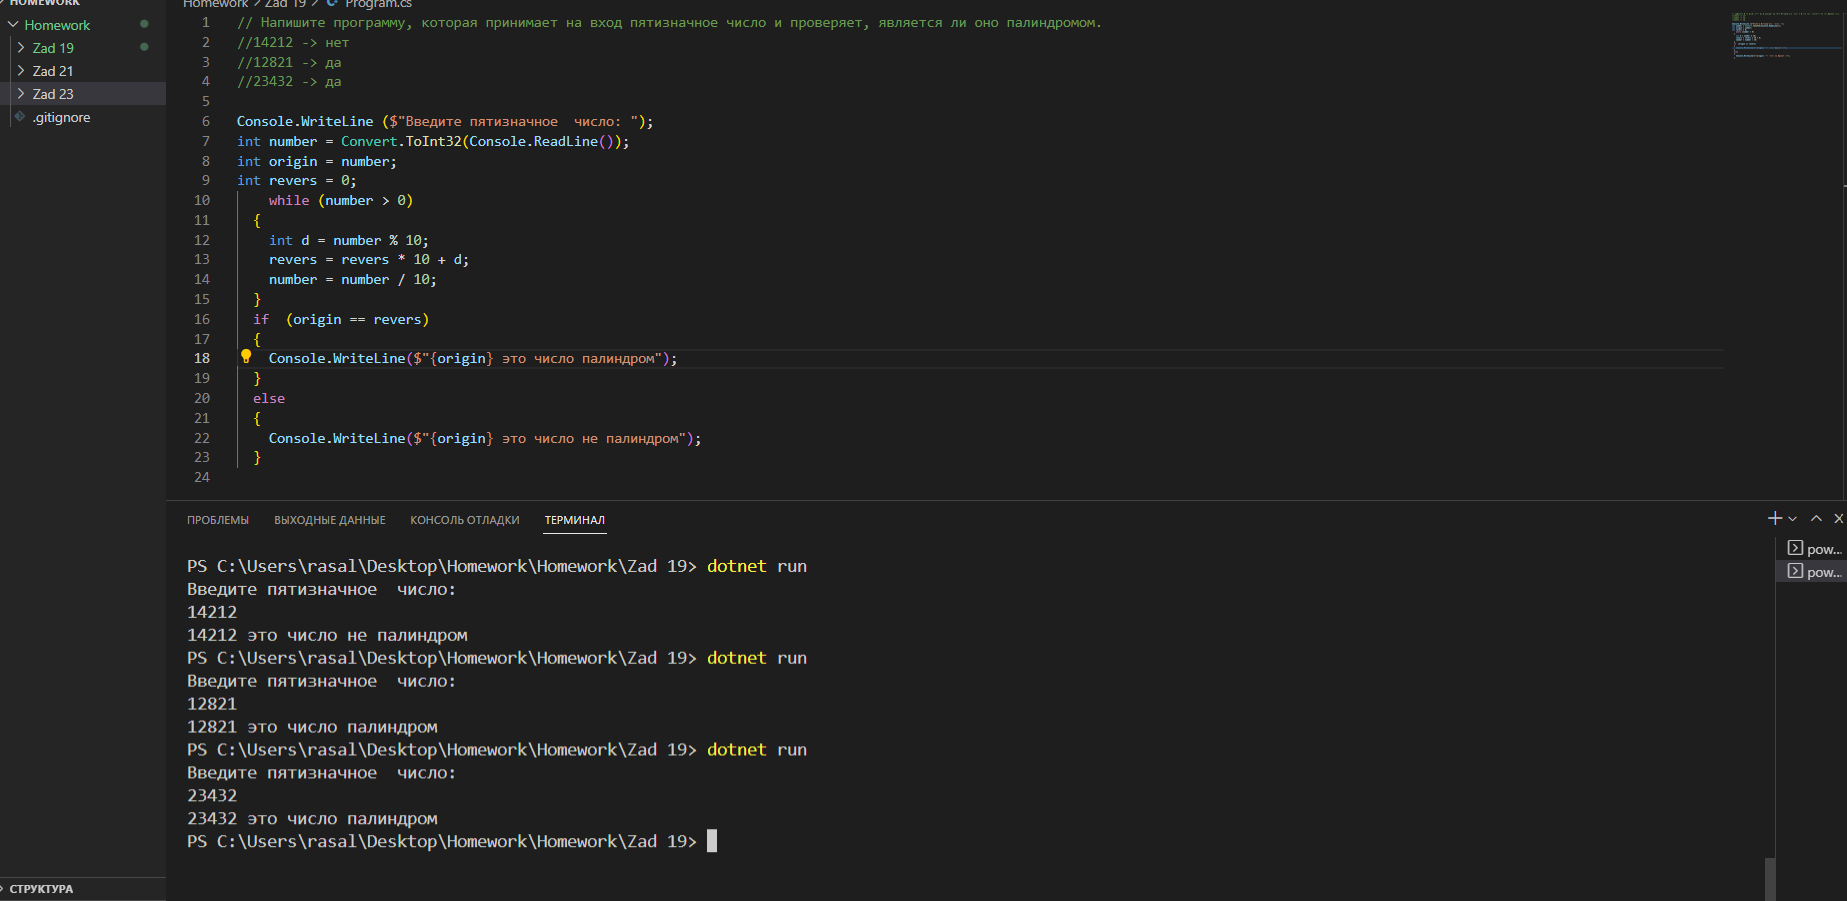 HOMEWORK
Homework > Zad 19 > Program.cs
Homework
Zad 19
Zad 21
Zad 23
.gitignore
1 // Напишите программу, которая принимает на вход пятизначное число и проверяет, является ли оно палиндромом.
2 //14212 -> нет
3 //12821 -> да
4 //23432 -> да
5
6 Console.WriteLine ($"Введите пятизначное  число: ");
7 int number = Convert.ToInt32(Console.ReadLine());
8 int origin = number;
9 int revers = 0;
10     while (number > 0)
11   {
12     int d = number % 10;
13     revers = revers * 10 + d;
14     number = number / 10;
15   }
16   if  (origin == revers)
17   {
18     Console.WriteLine($"{origin} это число палиндром");
19   }
20   else
21   {
22     Console.WriteLine($"{origin} это число не палиндром");
23   }
24
ПРОБЛЕМЫ ВЫХОДНЫЕ ДАННЫЕ КОНСОЛЬ ОТЛАДКИ ТЕРМИНАЛ
pow...
pow...
PS C:\Users\rasal\Desktop\Homework\Homework\Zad 19> dotnet run
Введите пятизначное  число:
14212
14212 это число не палиндром
PS C:\Users\rasal\Desktop\Homework\Homework\Zad 19> dotnet run
Введите пятизначное  число:
12821
12821 это число палиндром
PS C:\Users\rasal\Desktop\Homework\Homework\Zad 19> dotnet run
Введите пятизначное  число:
23432
23432 это число палиндром
PS C:\Users\rasal\Desktop\Homework\Homework\Zad 19>
СТРУКТУРА